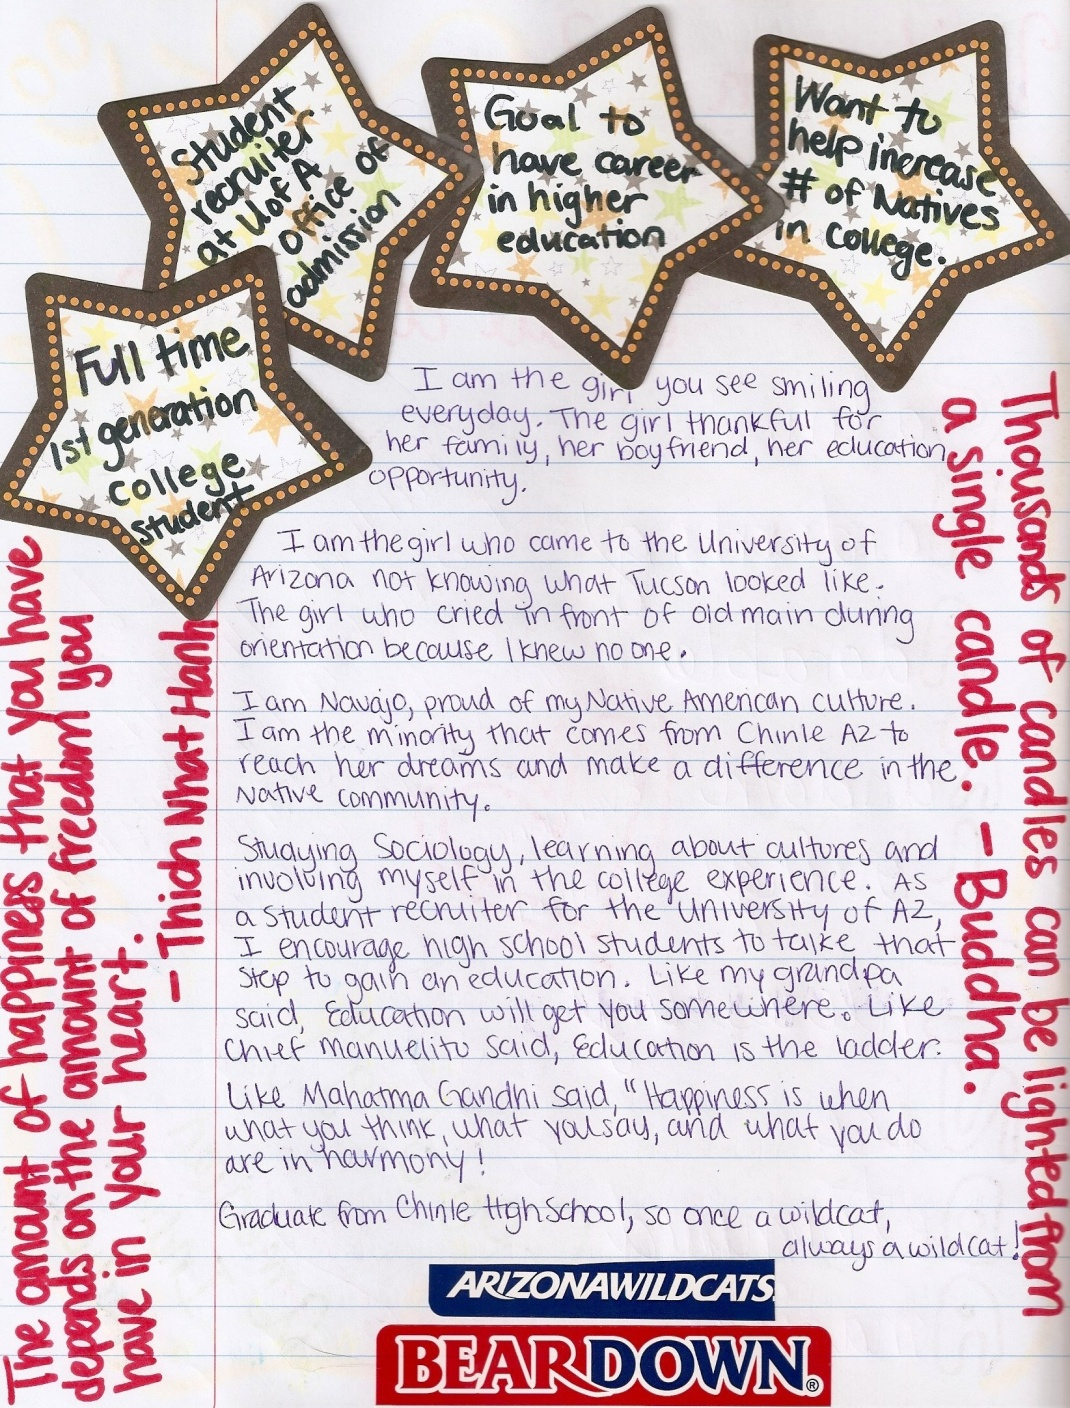 Student
recruiter
at UofA
Office of
admission
Goal to
have career
in higher
education
Want to
help increase
# of Natives
in college.
Full time
1st generation
college
student
I am the girl you see smiling
everyday. The girl thankful for
her family, her boyfriend, her education
opportunity.
I am the girl who came to the University of
Arizona not knowing what Tucson looked like.
The girl who cried in front of old main during
orientation because I knew no one.
I am Navajo, proud of my Native American culture.
I am the minority that comes from Chinle AZ to
reach her dreams and make a difference in the
Native community.
Studying Sociology, learning about cultures and
involving myself in the college experience. As
a student recruiter for the University of AZ,
I encourage high school students to take that
step to gain an education. Like my grandpa
said, Education will get you somewhere. Like
Chief Manuelito said, Education is the ladder.
Like Mahatma Gandhi said, "Happiness is when
what you think, what you say, and what you do
are in harmony!
Graduate from Chinle High School, so once a wildcat,
always a wildcat!
The amount of happiness that you have
depends on the amount of freedom you
have in your heart.
- Thich Nhat Hanh
Thousands of candles can be lighted from
a single candle. - Buddha.
ARIZONAWILDCATS
BEARDOWN®